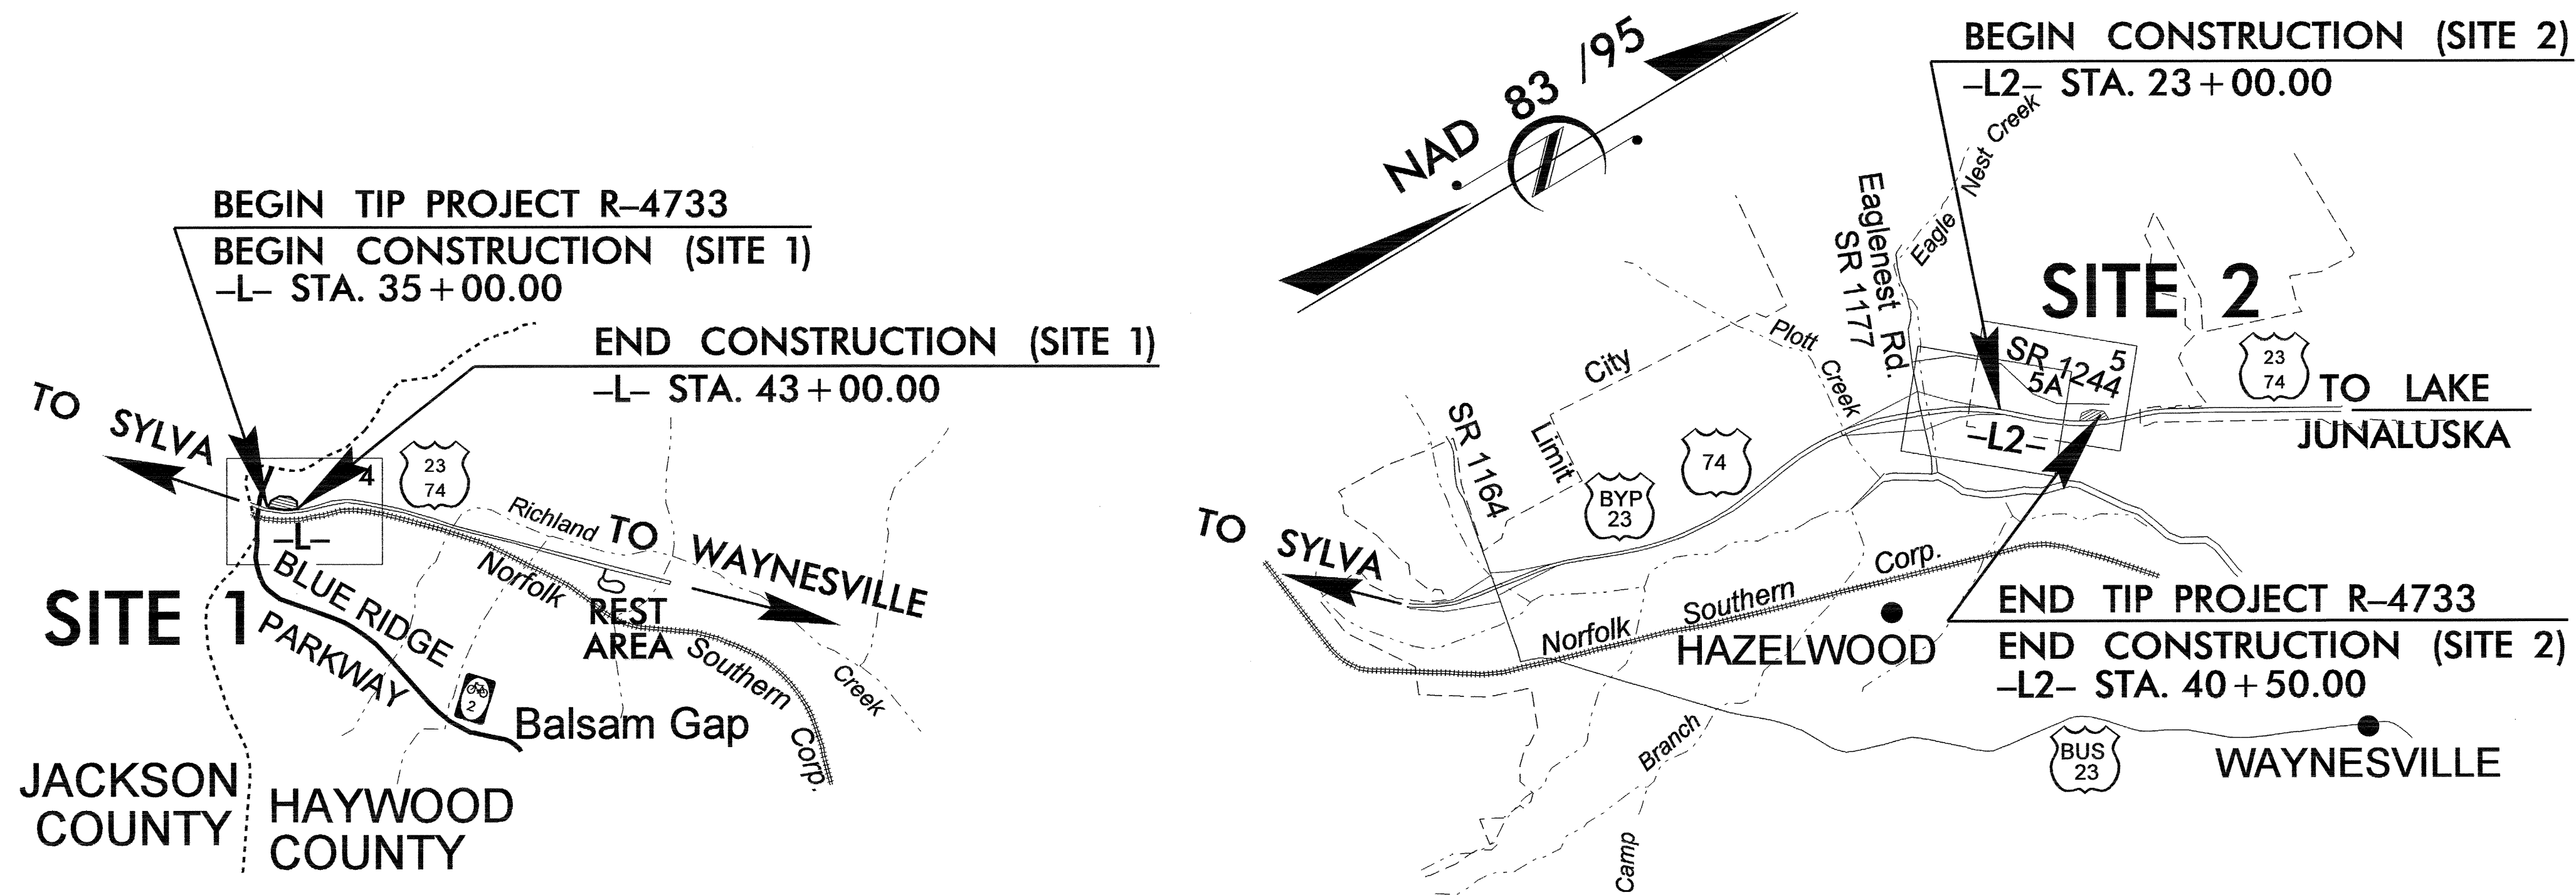 BEGIN TIP PROJECT R–4733
BEGIN CONSTRUCTION (SITE 1)
–L– STA. 35+00.00
END CONSTRUCTION (SITE 1)
–L– STA. 43+00.00
TO SYLVA
4
23
74
–L–
Richland
TO WAYNESVILLE
Norfolk
REST
AREA
Southern
Corp.
Creek
SITE 1
BLUE RIDGE
PARKWAY
2
Balsam Gap
JACKSON
COUNTY
HAYWOOD
COUNTY
NAD 83 /95
BEGIN CONSTRUCTION (SITE 2)
–L2– STA. 23+00.00
Eagle Nest Creek
Eaglenest Rd.
SR 1177
SITE 2
Plott
Creek
City
Limit
SR 1164
SR 1244
5
5A
23
74
TO LAKE
JUNALUSKA
–L2–
74
BYP
23
TO SYLVA
Norfolk Southern Corp.
HAZELWOOD
END TIP PROJECT R–4733
END CONSTRUCTION (SITE 2)
–L2– STA. 40+50.00
BUS
23
WAYNESVILLE
Branch
Camp